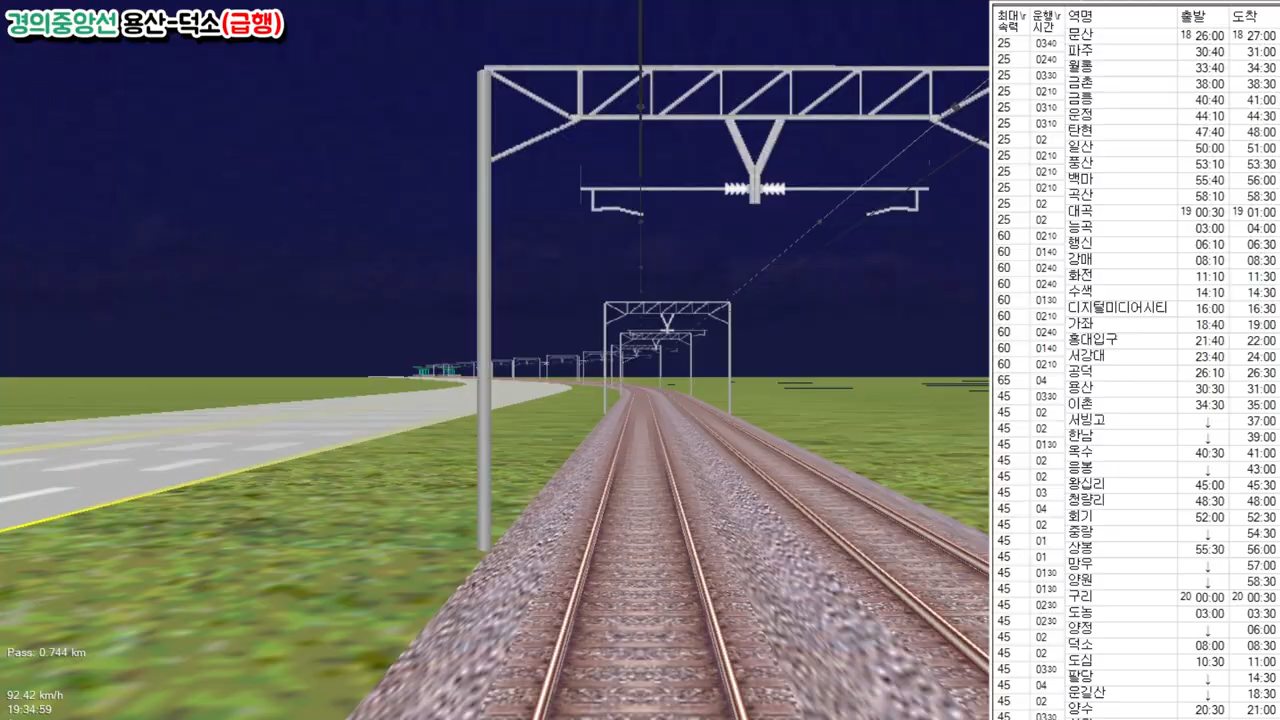 경의중앙선 용산-덕소(급행)
최대\r 속력 운행\r 시간 역명 출발 도착
문산 18 26:00 18 27:00
25 0340
파주 30:40 31:00
25 0240
월롱 33:40 34:30
25 0330
금촌 38:00 38:30
25 0210
금릉 40:40 41:00
25 0310
운정 44:10 44:30
25 0310
탄현 47:40 48:00
25 02
일산 50:00 51:00
25 0210
풍산 53:10 53:30
25 0210
백마 55:40 56:00
25 0210
곡산 58:10 58:30
25 02
대곡 19 00:30 19 01:00
25 02
능곡 03:00 04:00
60 0210
행신 06:10 06:30
60 0140
강매 08:10 08:30
60 0240
화전 11:10 11:30
60 0240
수색 14:10 14:30
60 0130
디지털미디어시티 16:00 16:30
60 0210
가좌 18:40 19:00
60 0240
홍대입구 21:40 22:00
60 0140
서강대 23:40 24:00
60 0210
공덕 26:10 26:30
65 04
용산 30:30 31:00
45 0330
이촌 34:30 35:00
45 02
서빙고 ↓ 37:00
45 02
한남 ↓ 39:00
45 0130
옥수 40:30 41:00
45 02
응봉 ↓ 43:00
45 02
왕십리 45:00 45:30
45 03
청량리 48:30 48:00
45 04
회기 52:00 52:30
45 02
중랑 ↓ 54:30
45 01
상봉 55:30 56:00
45 01
망우 ↓ 57:00
45 0130
양원 ↓ 58:30
45 0130
구리 20 00:00 20 00:30
45 0230
도농 03:00 03:30
45 0230
양정 ↓ 06:00
45 02
덕소 08:00 08:30
45 02
도심 10:30 11:00
45 0330
팔당 ↓ 14:30
45 04
운길산 ↓ 18:30
45 02
양수 20:30 21:00
45 0330
Pass: 0.744 km
92.42 km/h
19:34:59